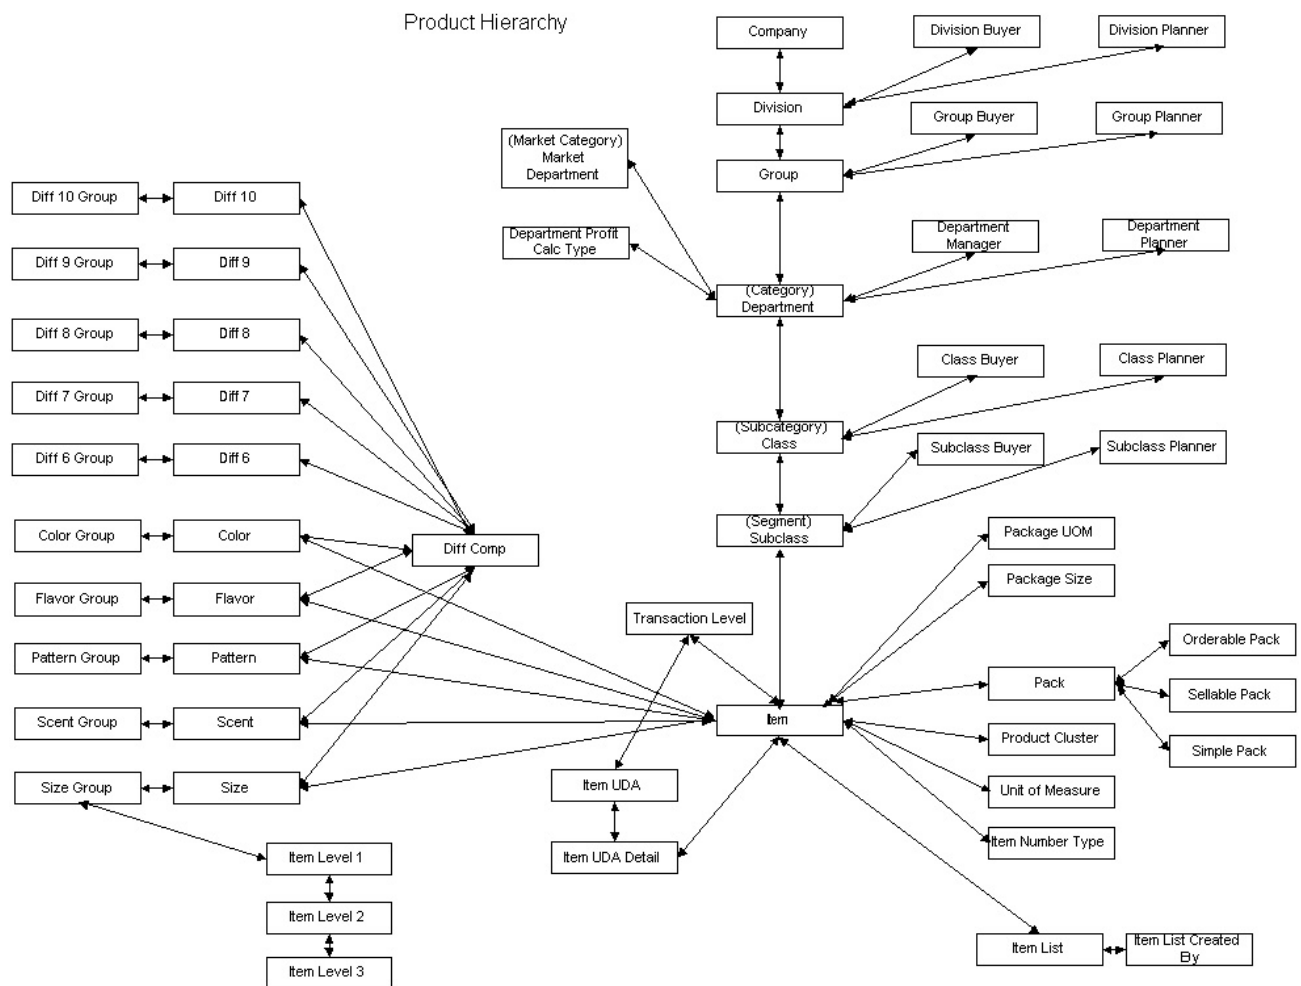 Product Hierarchy
Company
Division Buyer
Division Planner
Division
Group Buyer
Group Planner
(Market Category)
Market
Department
Group
Diff 10 Group
Diff 10
Department Profit
Calc Type
Department
Manager
Department
Planner
Diff 9 Group
Diff 9
(Category)
Department
Diff 8 Group
Diff 8
Class Buyer
Class Planner
Diff 7 Group
Diff 7
(Subcategory)
Class
Subclass Buyer
Subclass Planner
Diff 6 Group
Diff 6
Color Group
Color
Diff Comp
(Segment)
Subclass
Package UOM
Package Size
Flavor Group
Flavor
Transaction Level
Orderable Pack
Pattern Group
Pattern
Pack
Sellable Pack
Scent Group
Scent
Item
Product Cluster
Simple Pack
Size Group
Size
Item UDA
Unit of Measure
Item Number Type
Item Level 1
Item UDA Detail
Item Level 2
Item List
Item List Created
By
Item Level 3